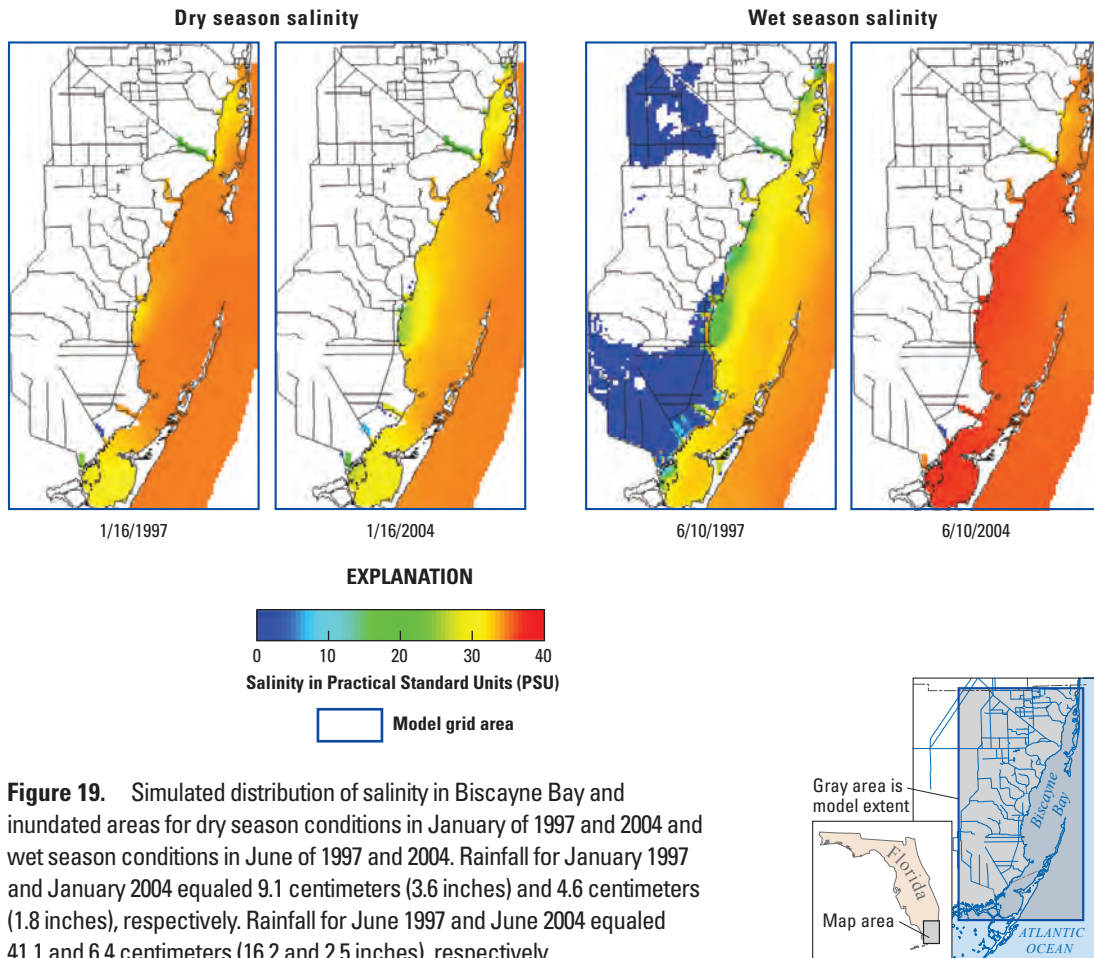 Dry season salinity
Wet season salinity
1/16/1997
1/16/2004
6/10/1997
6/10/2004
EXPLANATION
0 10 20 30 40
Salinity in Practical Standard Units (PSU)
Model grid area
Figure 19. Simulated distribution of salinity in Biscayne Bay and
inundated areas for dry season conditions in January of 1997 and 2004 and
wet season conditions in June of 1997 and 2004. Rainfall for January 1997
and January 2004 equaled 9.1 centimeters (3.6 inches) and 4.6 centimeters
(1.8 inches), respectively. Rainfall for June 1997 and June 2004 equaled
41.1 and 6.4 centimeters (16.2 and 2.5 inches), respectively
Gray area is
model extent
Biscayne
Bay
Florida
Map area
ATLANTIC
OCEAN